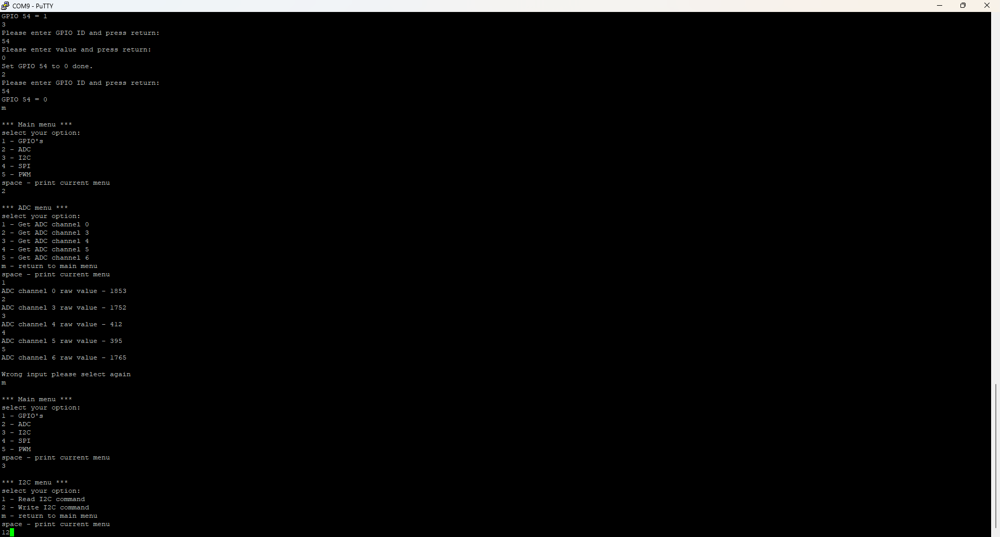 COM9 - PuTTY
GPIO 54 = 1
3
Please enter GPIO ID and press return:
54
Please enter value and press return:
0
Set GPIO 54 to 0 done.
2
Please enter GPIO ID and press return:
54
GPIO 54 = 0
m
*** Main menu ***
select your option:
1 - GPIO's
2 - ADC
3 - I2C
4 - SPI
5 - PWM
space - print current menu
2
*** ADC menu ***
select your option:
1 - Get ADC channel 0
2 - Get ADC channel 3
3 - Get ADC channel 4
4 - Get ADC channel 5
5 - Get ADC channel 6
m - return to main menu
space - print current menu
1
ADC channel 0 raw value - 1853
2
ADC channel 3 raw value - 1752
3
ADC channel 4 raw value - 412
4
ADC channel 5 raw value - 395
5
ADC channel 6 raw value - 1765
Wrong input please select again
m
*** Main menu ***
select your option:
1 - GPIO's
2 - ADC
3 - I2C
4 - SPI
5 - PWM
space - print current menu
3
*** I2C menu ***
select your option:
1 - Read I2C command
2 - Write I2C command
m - return to main menu
space - print current menu
12